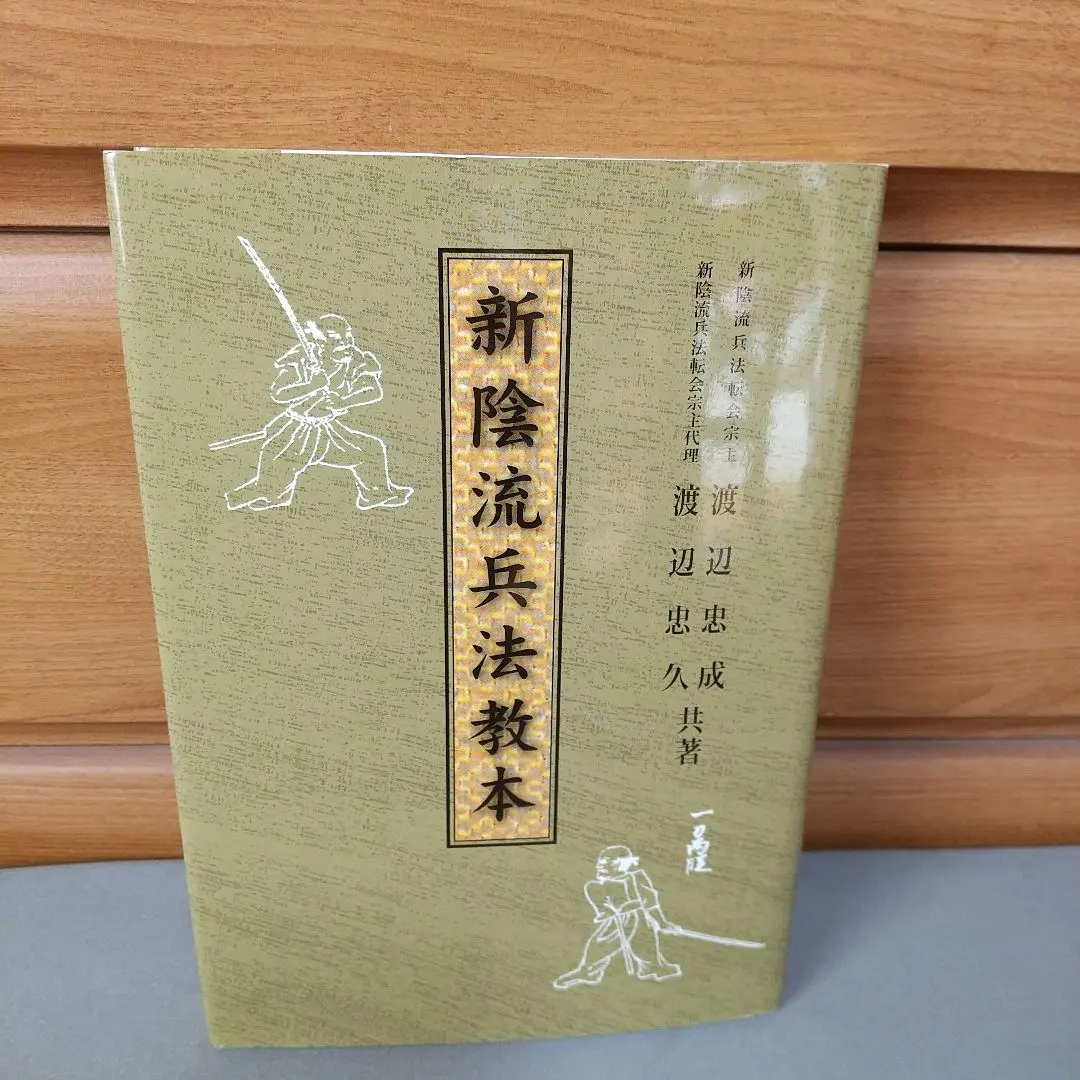 新陰流兵法転会宗主
渡辺忠成
新陰流兵法転会宗主代理
渡辺忠久
共著
新陰流兵法教本